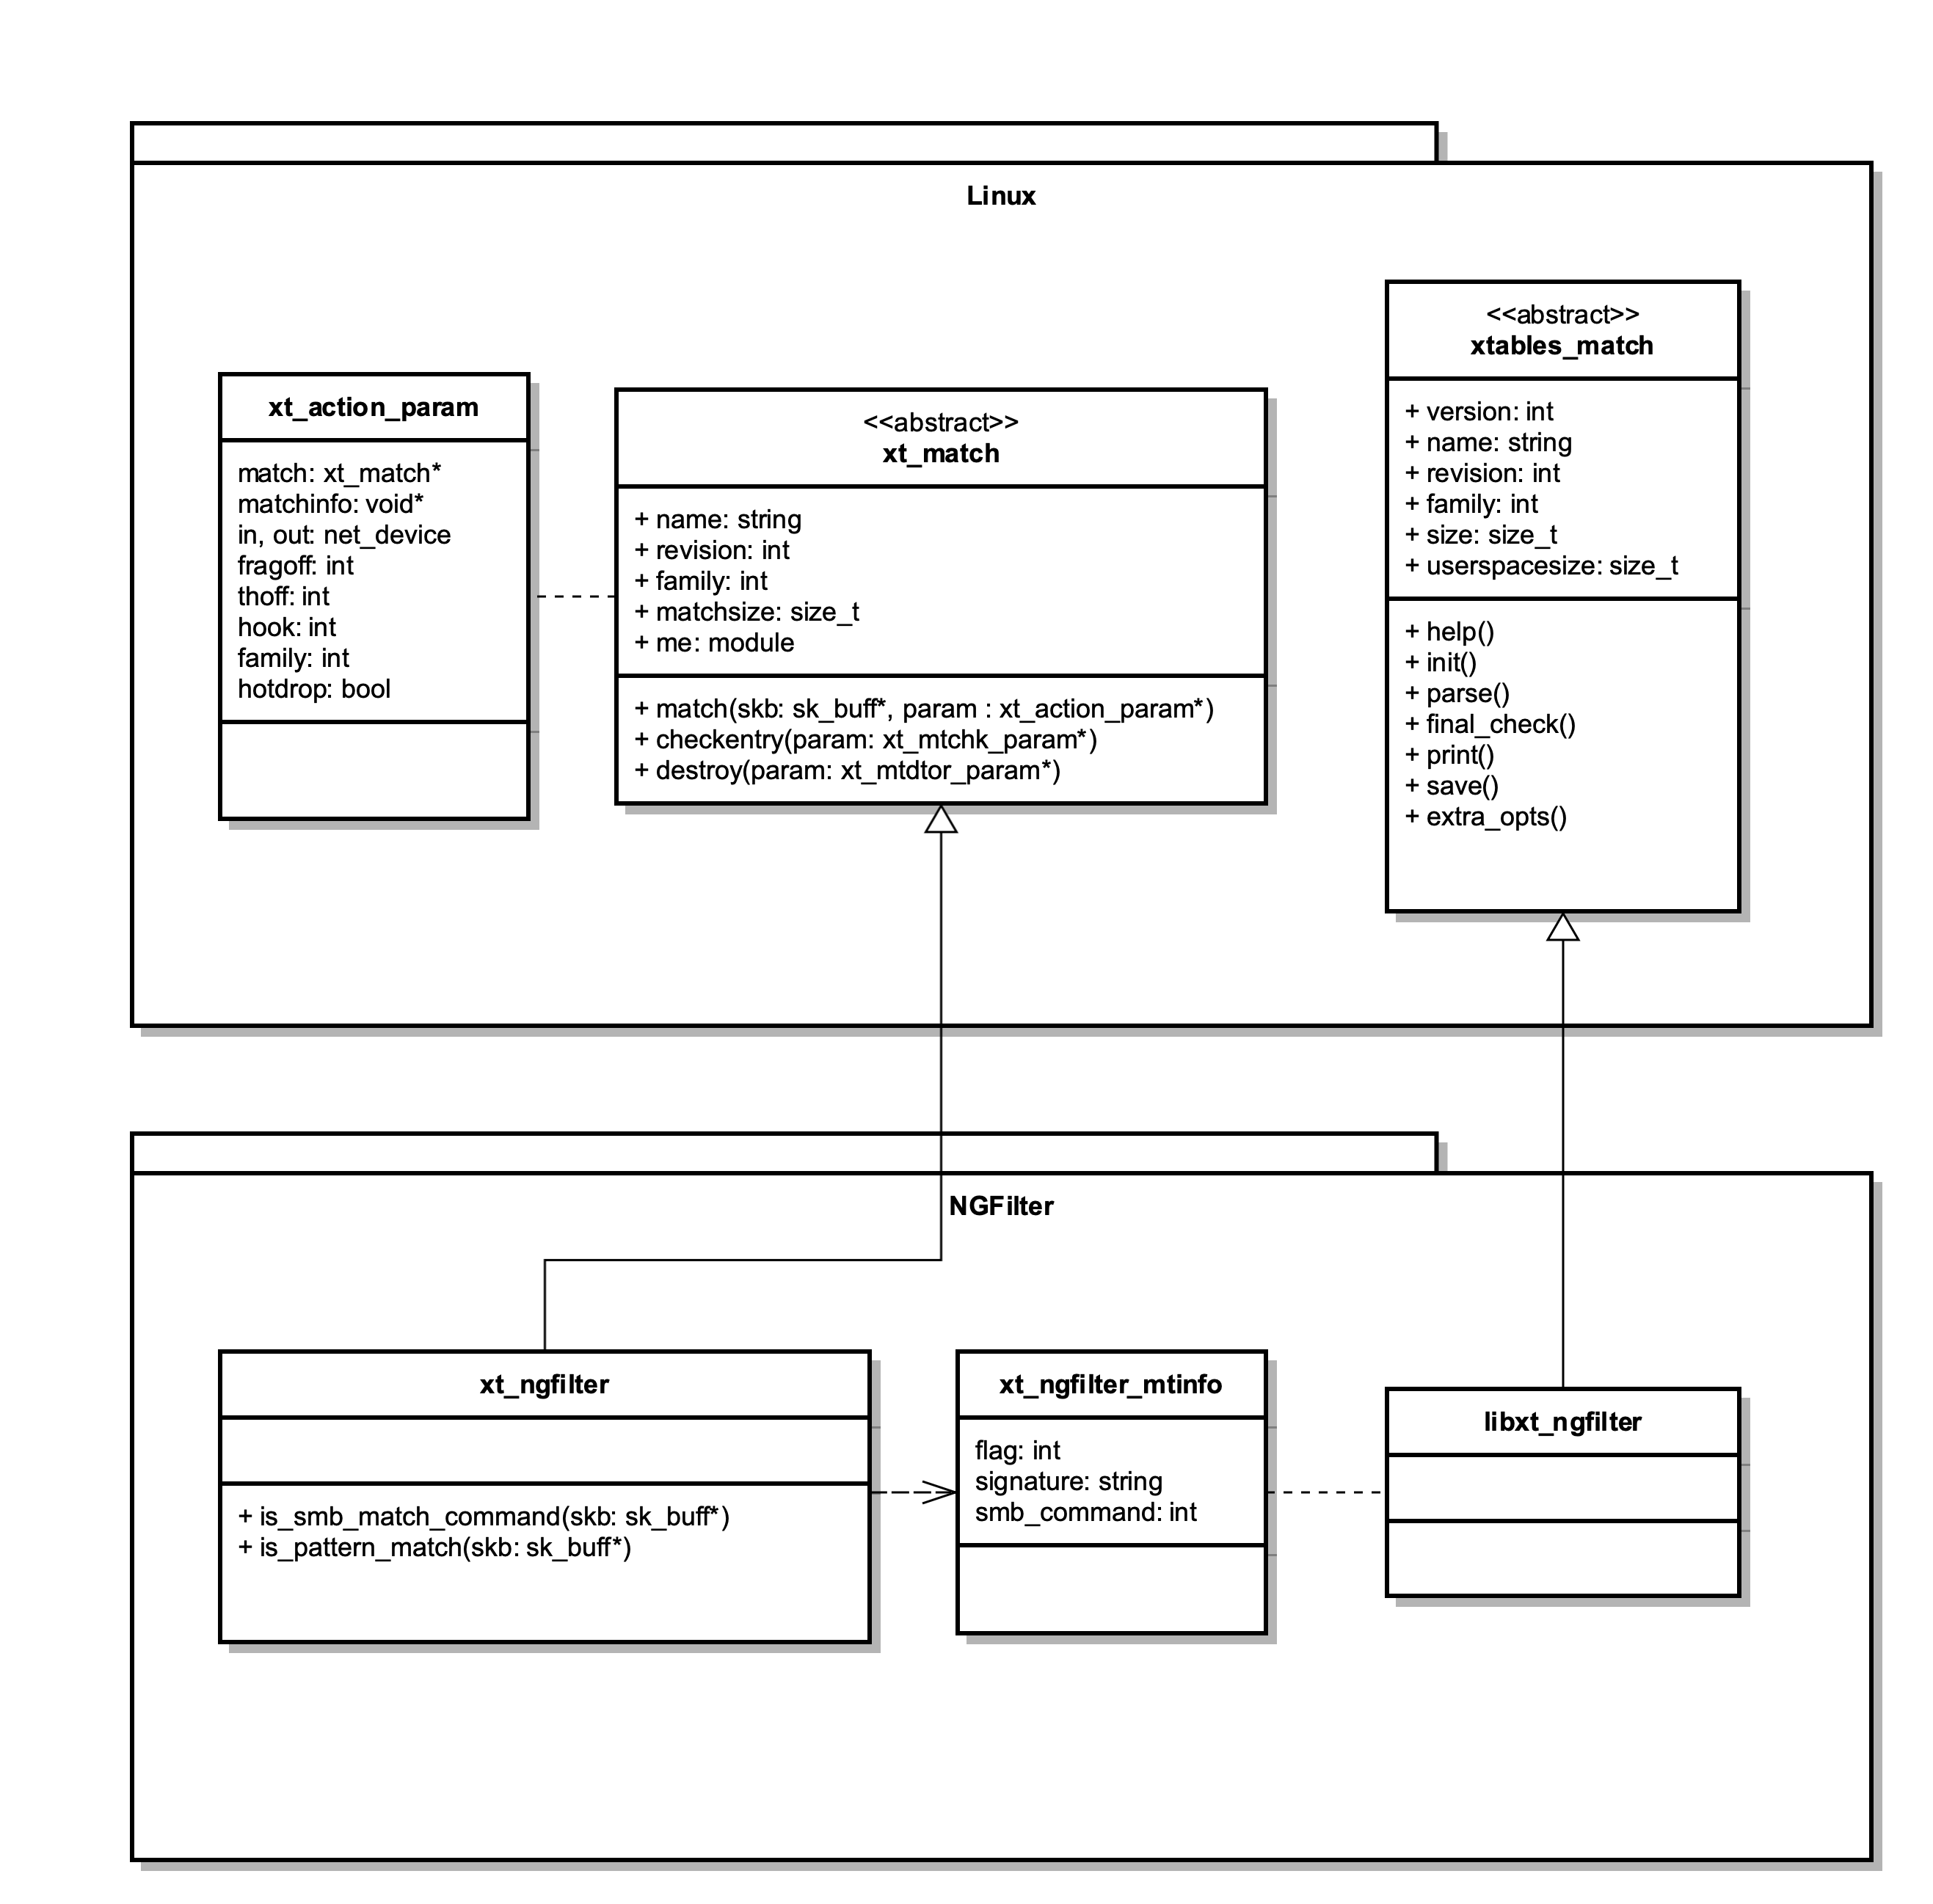 Linux
xt_action_param
match: xt_match*
matchinfo: void*
in, out: net_device
fragoff: int
thoff: int
hook: int
family: int
hotdrop: bool
<<abstract>>
xt_match
+ name: string
+ revision: int
+ family: int
+ matchsize: size_t
+ me: module
+ match(skb: sk_buff*, param : xt_action_param*)
+ checkentry(param: xt_mtchk_param*)
+ destroy(param: xt_mtdtor_param*)
<<abstract>>
xtables_match
+ version: int
+ name: string
+ revision: int
+ family: int
+ size: size_t
+ userspacesize: size_t
+ help()
+ init()
+ parse()
+ final_check()
+ print()
+ save()
+ extra_opts()
NGFilter
xt_ngfilter
+ is_smb_match_command(skb: sk_buff*)
+ is_pattern_match(skb: sk_buff*)
xt_ngfilter_mtinfo
flag: int
signature: string
smb_command: int
libxt_ngfilter